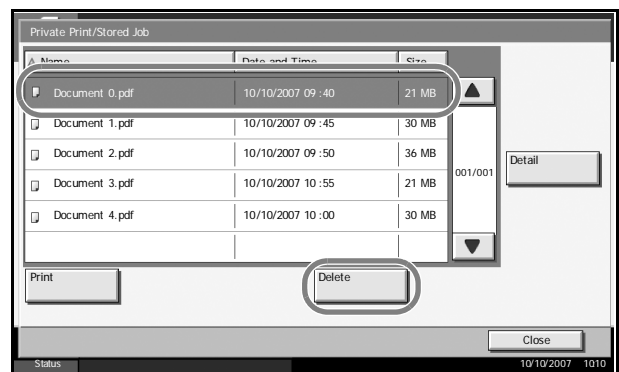 Private Print/Stored Job
Name Date and Time Size
Document 0.pdf 10/10/2007 09:40 21 MB
Document 1.pdf 10/10/2007 09:45 30 MB
Document 2.pdf 10/10/2007 09:50 36 MB
Document 3.pdf 10/10/2007 10:55 21 MB
Document 4.pdf 10/10/2007 10:00 30 MB
001/001
Detail
Print Delete
Close
Status 10/10/2007 1010